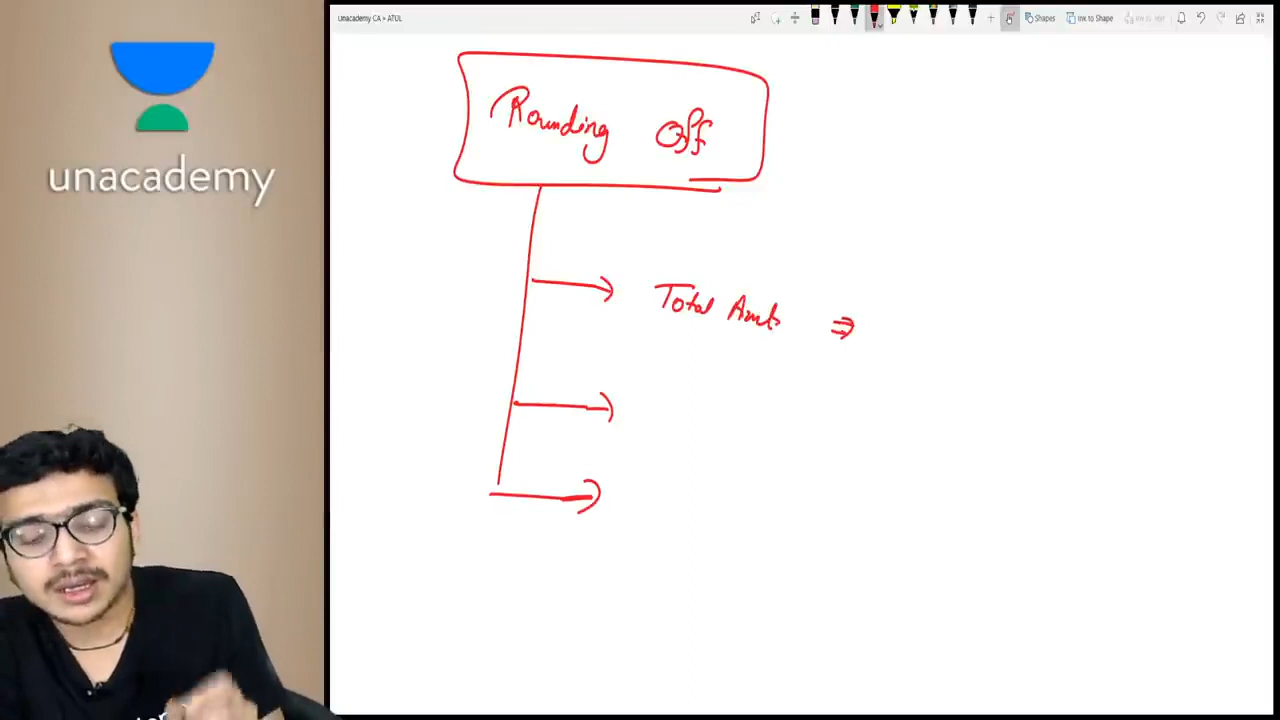 unacademy CA > ATUL
Shapes
Ink to Shape
unacademy
Rounding Off
Total Amt ⇒